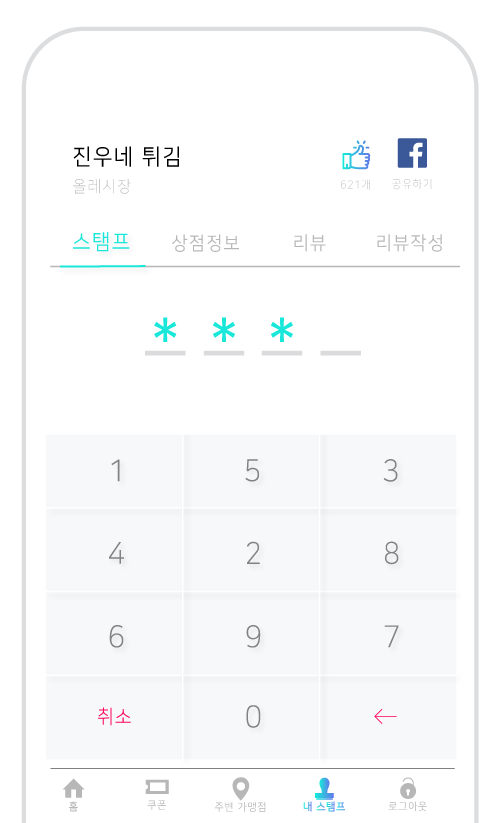 진우네 튀김
올레시장
621개 공유하기
스탬프 상점정보 리뷰 리뷰작성
* * *
1 5 3
4 2 8
6 9 7
취소 0 ←
홈 쿠폰 주변 가맹점 내 스탬프 로그아웃